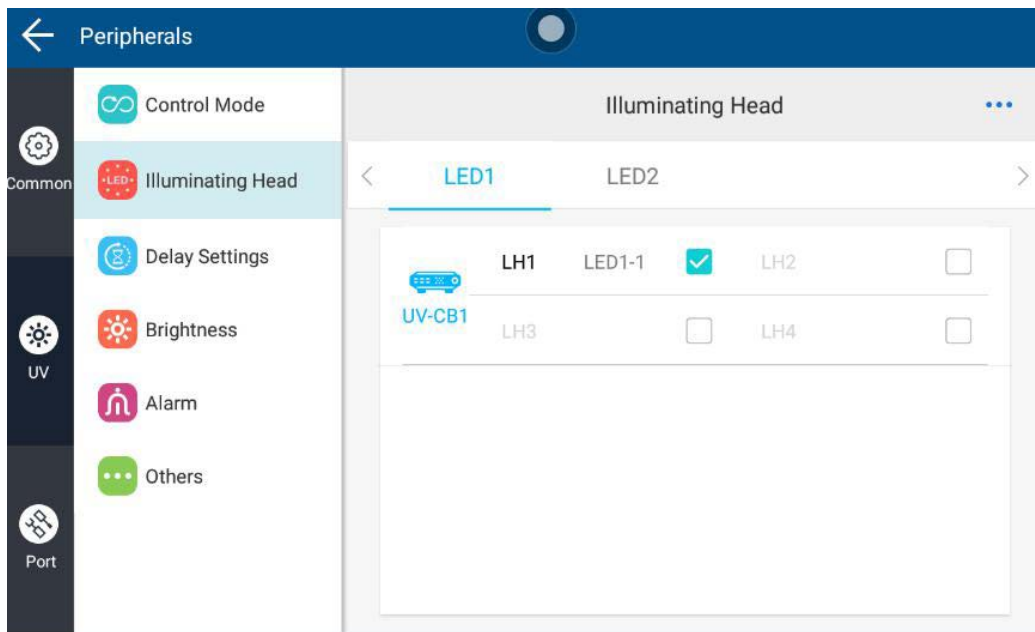 Peripherals
Common
UV
Port
Control Mode
LED
Illuminating Head
Delay Settings
Brightness
Alarm
Others
Illuminating Head
LED1 LED2
UV-CB1
LH1 LED1-1 LH2
LH3 LH4